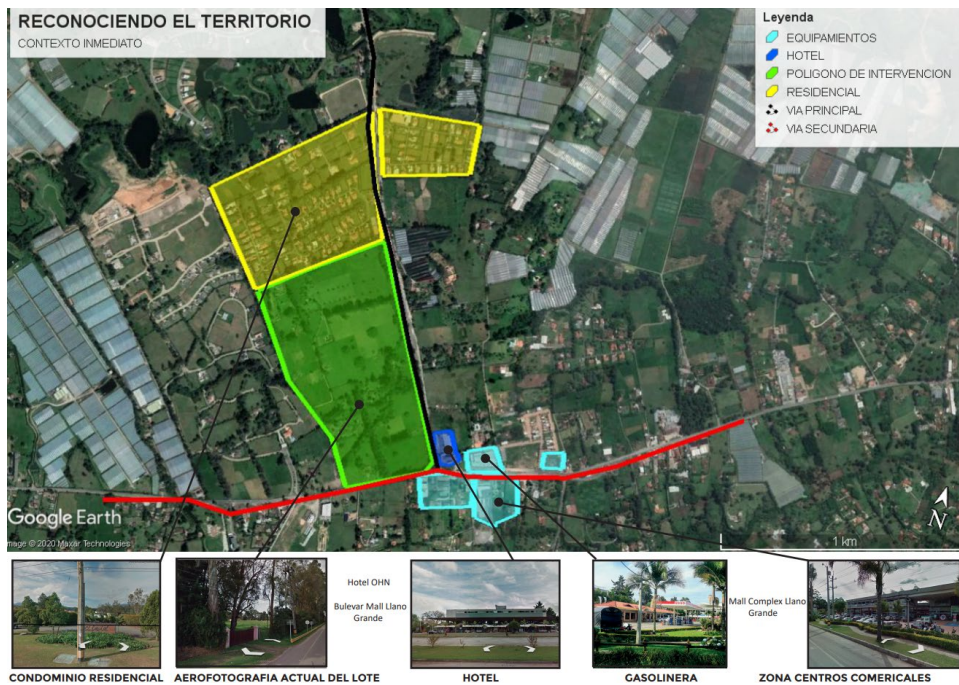 RECONOCIENDO EL TERRITORIO
CONTEXTO INMEDIATO
Leyenda
EQUIPAMIENTOS
HOTEL
POLIGONO DE INTERVENCION
RESIDENCIAL
VIA PRINCIPAL
VIA SECUNDARIA
Google Earth
Image © 2020 Maxar Technologies
N
1 km
Hotel OHN
Bulevar Mall Llano
Grande
Mall Complex Llano
Grande
CONDOMINIO RESIDENCIAL
AEROFOTOGRAFIA ACTUAL DEL LOTE
HOTEL
GASOLINERA
ZONA CENTROS COMERICALES